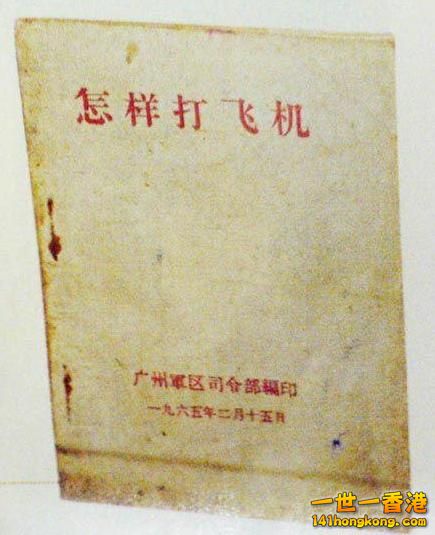 怎样打飞机
广州軍区司令部編印
一九六五年二月十五日
一世一香港
141hongkong.com